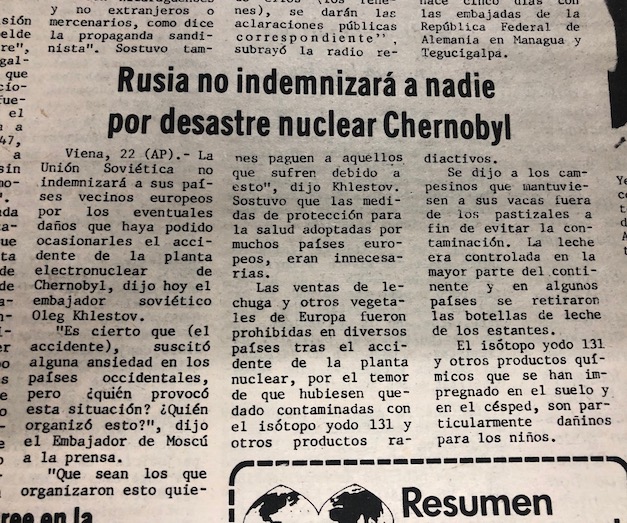 y no extranjeros o
mercenarios, como dice
la propaganda sandi-
nista". Sostuvo tam-
se darán las
aclaraciones públicas
correspondiente",
subrayó la radio re-
hace cinco días con
las embajadas de la
República Federal de
Alemania en Managua y
Tegucigalpa.
Rusia no indemnizará a nadie
por desastre nuclear Chernobyl
Viena, 22 (AP).- La
Unión Soviética no
indemnizará a sus paí-
ses vecinos europeos
por los eventuales
daños que haya podido
ocasionarles el acci-
dente de la planta
electronuclear de
Chernobyl, dijo hoy el
embajador soviético
Oleg Khlestov.
"Es cierto que (el
accidente), suscitó
alguna ansiedad en los
países occidentales,
pero ¿quién provocó
esta situación? ¿Quién
organizó esto?", dijo
el Embajador de Moscú
a la prensa.
"Que sean los que
organizaron esto quie-
nes paguen a aquellos
que sufren debido a
esto", dijo Khlestov.
Sostuvo que las medi-
das de protección para
la salud adoptadas por
muchos países euro-
peos, eran innecesa-
rias.
Las ventas de le-
chuga y otros vegeta-
les de Europa fueron
prohibidas en diversos
países tras el acci-
dente de la planta
nuclear, por el temor
de que hubiesen que-
dado contaminadas con
el isótopo yodo 131 y
otros productos ra-
diactivos.
Se dijo a los cam-
pesinos que mantuvie-
sen a sus vacas fuera
de los pastizales a
fin de evitar la con-
taminación. La leche
era controlada en la
mayor parte del conti-
nente y en algunos
países se retiraron
las botellas de leche
de los estantes.
El isótopo yodo 131
y otros productos quí-
micos que se han im-
pregnado en el suelo y
en el césped, son par-
ticularmente dañinos
para los niños.
Resumen